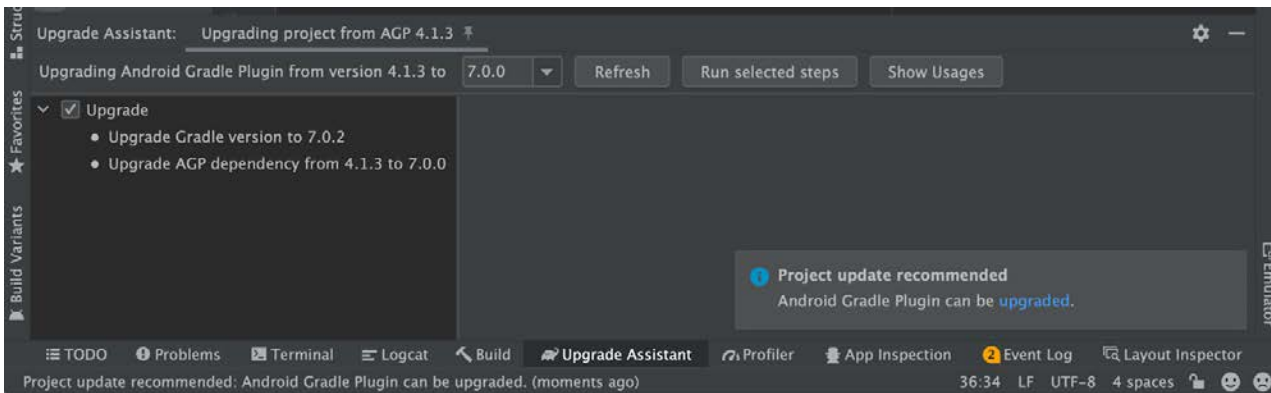 Upgrade Assistant: Upgrading project from AGP 4.1.3
Upgrading Android Gradle Plugin from version 4.1.3 to 7.0.0 Refresh Run selected steps Show Usages
Upgrade
Upgrade Gradle version to 7.0.2
Upgrade AGP dependency from 4.1.3 to 7.0.0
Favorites
Build Variants
Project update recommended
Android Gradle Plugin can be upgraded.
Emulator
TODO Problems Terminal Logcat Build Upgrade Assistant Profiler App Inspection 2 Event Log Layout Inspector
Project update recommended: Android Gradle Plugin can be upgraded. (moments ago) 36:34 LF UTF-8 4 spaces